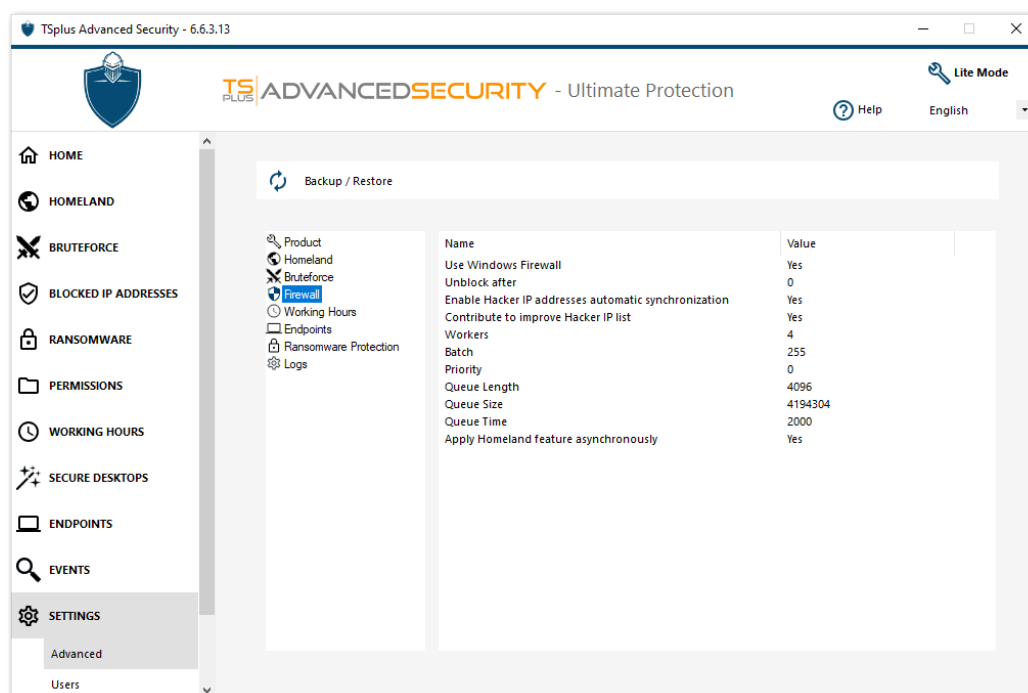 TSplus Advanced Security - 6.6.3.13
TS PLUS ADVANCEDSECURITY - Ultimate Protection
Lite Mode
Help
English
HOME
HOMELAND
BRUTEFORCE
BLOCKED IP ADDRESSES
RANSOMWARE
PERMISSIONS
WORKING HOURS
SECURE DESKTOPS
ENDPOINTS
EVENTS
SETTINGS
Advanced
Users
Backup / Restore
Product
Homeland
Bruteforce
Firewall
Working Hours
Endpoints
Ransomware Protection
Logs
Name Value
Use Windows Firewall Yes
Unblock after 0
Enable Hacker IP addresses automatic synchronization Yes
Contribute to improve Hacker IP list Yes
Workers 4
Batch 255
Priority 0
Queue Length 4096
Queue Size 4194304
Queue Time 2000
Apply Homeland feature asynchronously Yes